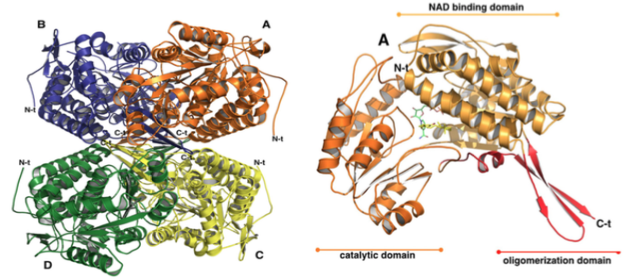 B
A
N-t
N-t
C-t
C-t
C-t
C-t
N-t
N-t
D
C
NAD binding domain
A
N-t
C-t
catalytic domain
oligomerization domain